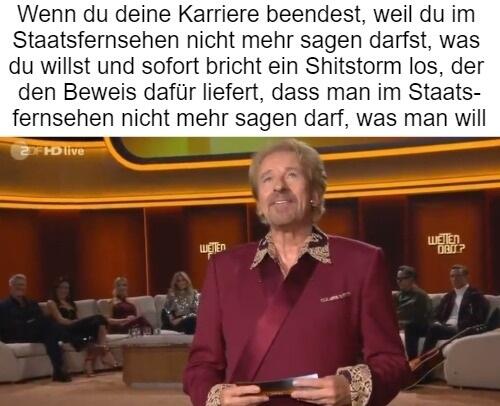 Wenn du deine Karriere beendest, weil du im
Staatsfernsehen nicht mehr sagen darfst, was
du willst und sofort bricht ein Shitstorm los, der
den Beweis dafür liefert, dass man im Staats-
fernsehen nicht mehr sagen darf, was man will
ZDF HD live
WETTEN
WETTEN
DASS..?